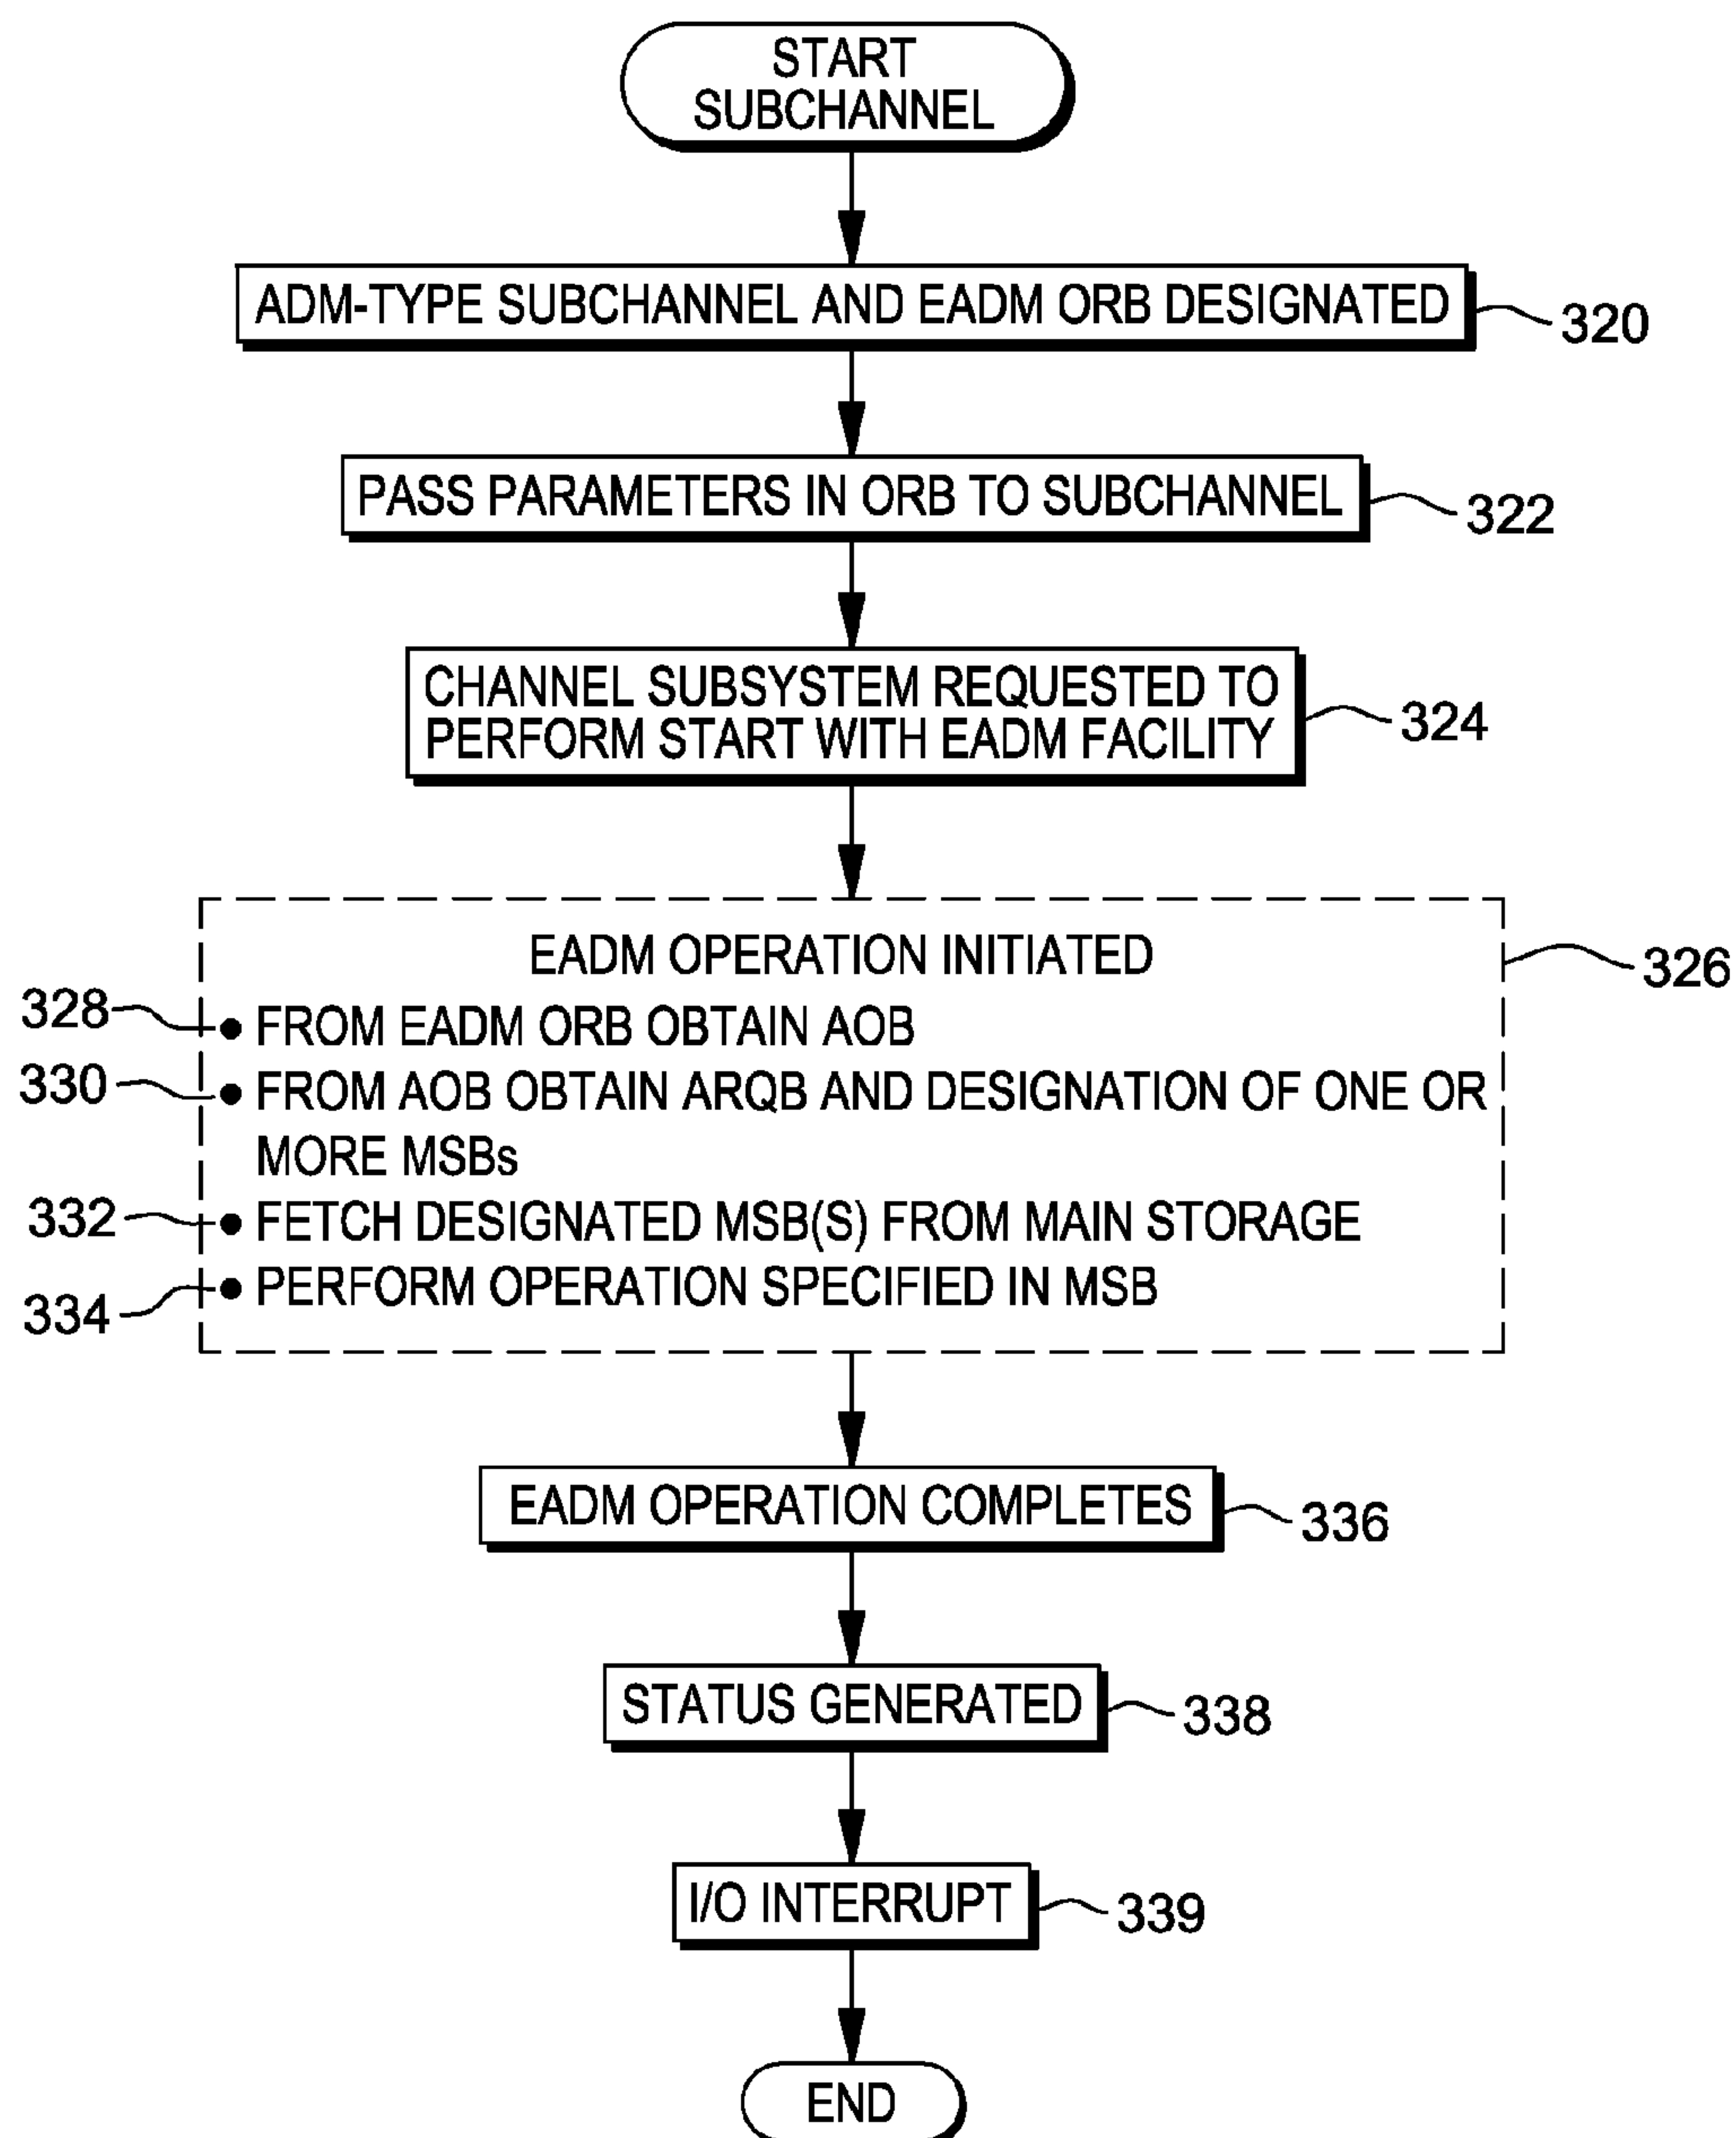 START
SUBCHANNEL
ADM-TYPE SUBCHANNEL AND EADM ORB DESIGNATED
320
PASS PARAMETERS IN ORB TO SUBCHANNEL
322
CHANNEL SUBSYSTEM REQUESTED TO
PERFORM START WITH EADM FACILITY
324
EADM OPERATION INITIATED
326
328
● FROM EADM ORB OBTAIN AOB
330
● FROM AOB OBTAIN ARQB AND DESIGNATION OF ONE OR
MORE MSBs
332
● FETCH DESIGNATED MSB(S) FROM MAIN STORAGE
334
● PERFORM OPERATION SPECIFIED IN MSB
EADM OPERATION COMPLETES
336
STATUS GENERATED
338
I/O INTERRUPT
339
END